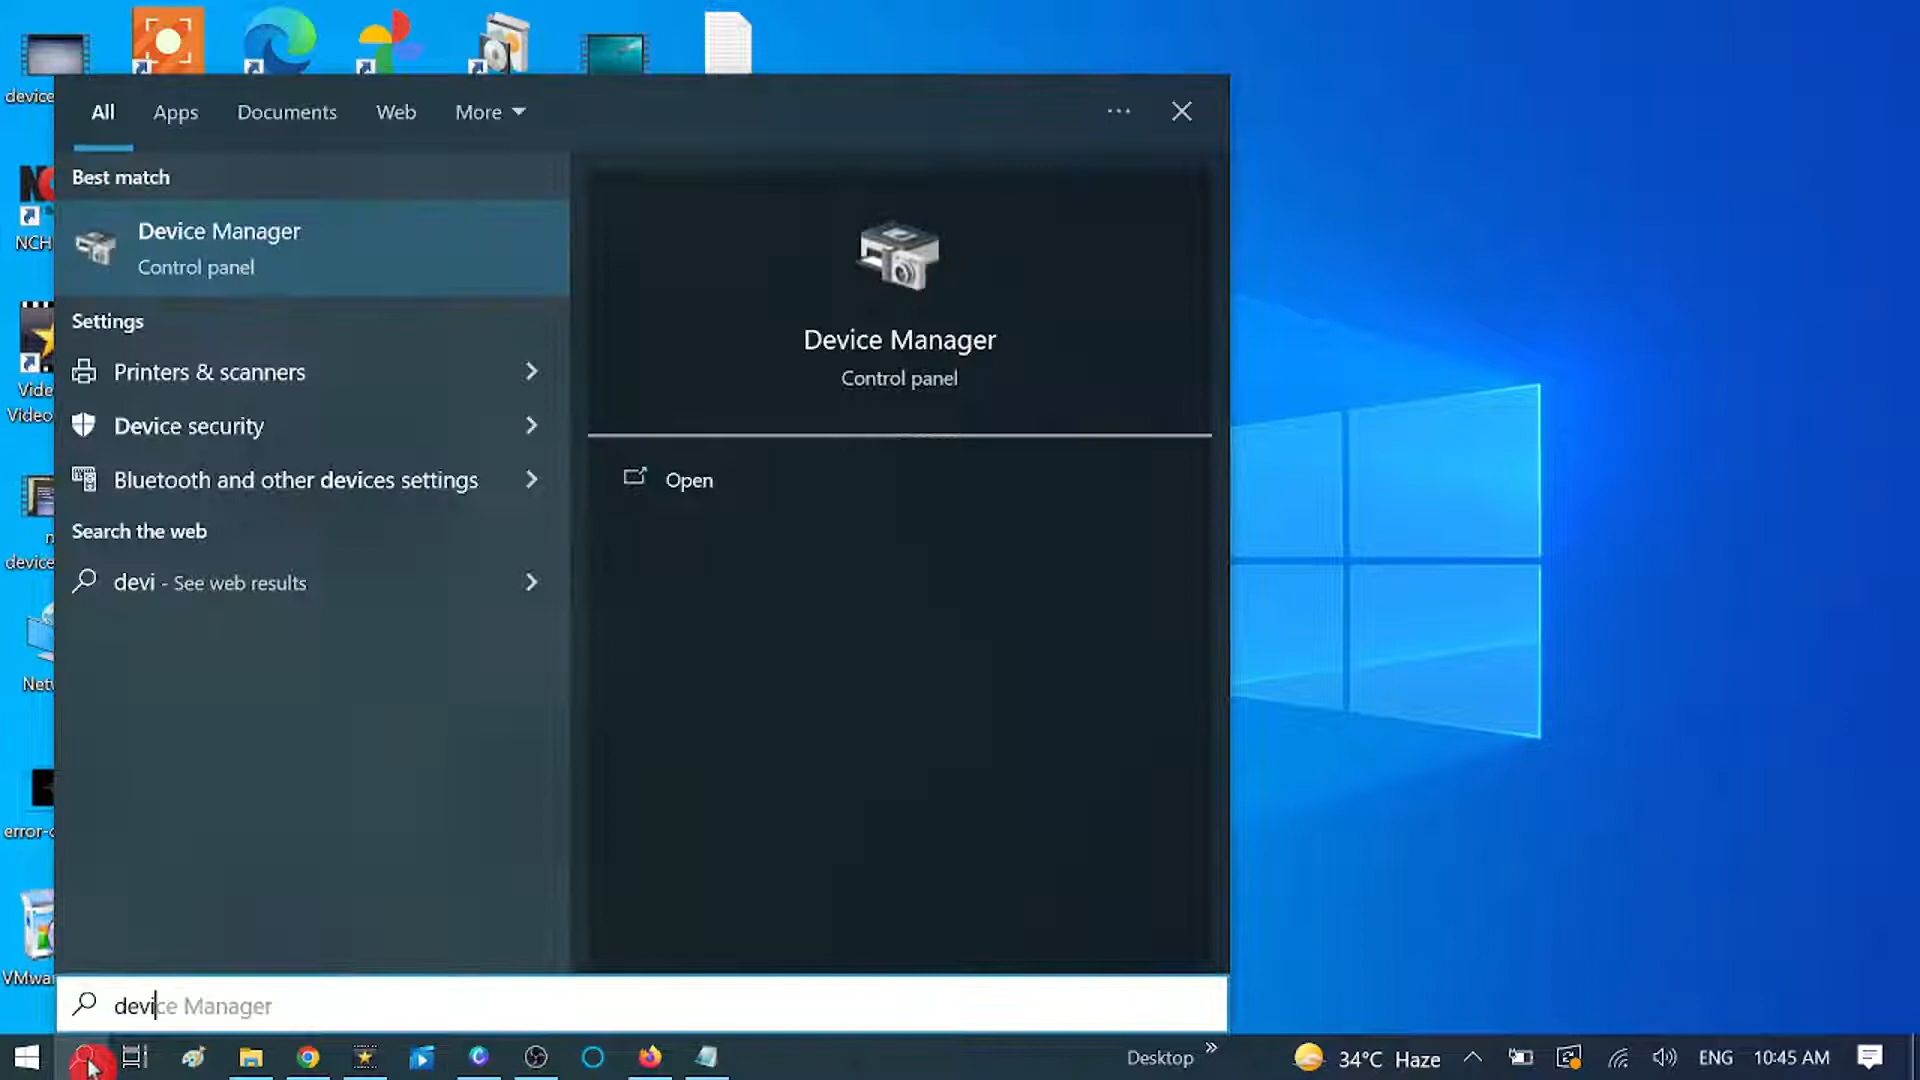 device
NCH
Vide
Video
device
Net
error-
VMwa
All Apps Documents Web More
Best match
Device Manager
Control panel
Settings
Printers & scanners
Device security
Bluetooth and other devices settings
Search the web
devi - See web results
Device Manager
Control panel
Open
device Manager
Desktop 34°C Haze ENG 10:45 AM